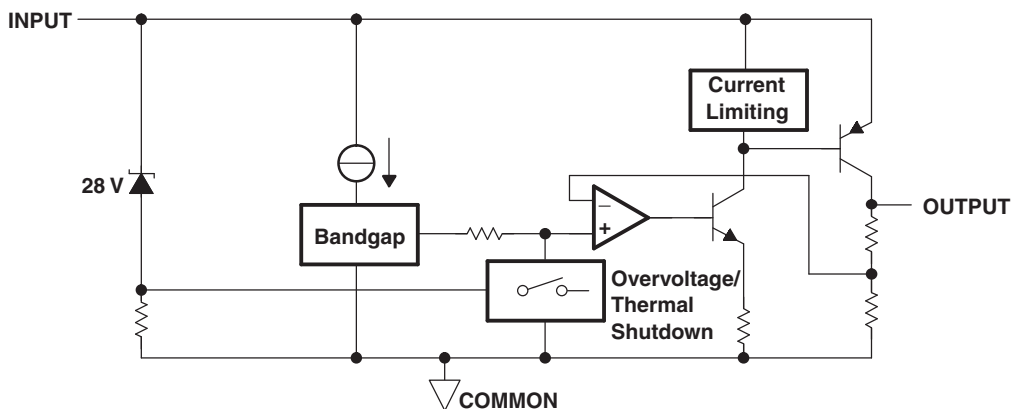 INPUT
Current
Limiting
28 V
OUTPUT
Bandgap
−
+
Overvoltage/
Thermal
Shutdown
COMMON